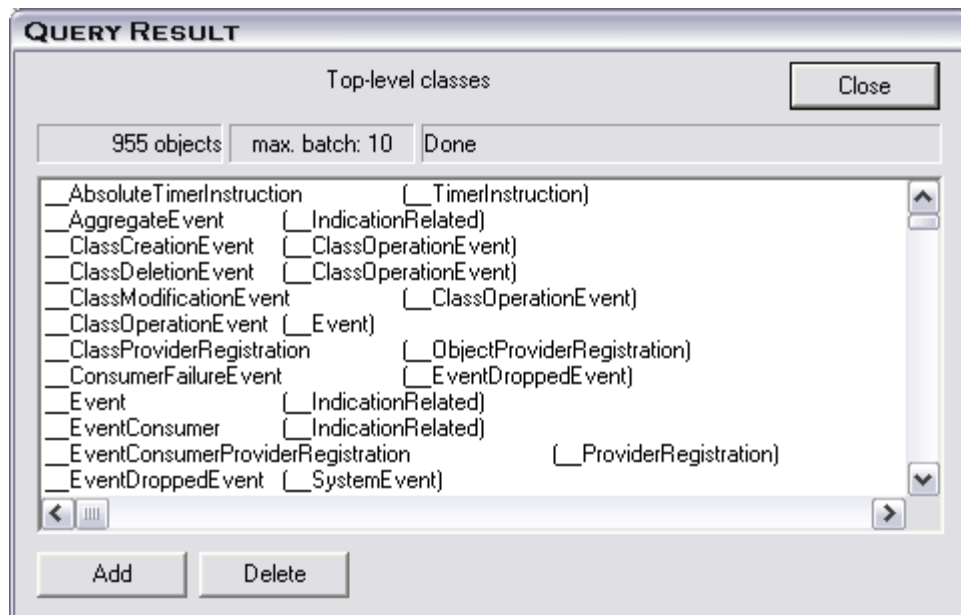 QUERY RESULT
Top-level classes
Close
955 objects
max. batch: 10
Done
__AbsoluteTimerInstruction (__TimerInstruction)
__AggregateEvent (__IndicationRelated)
__ClassCreationEvent (__ClassOperationEvent)
__ClassDeletionEvent (__ClassOperationEvent)
__ClassModificationEvent (__ClassOperationEvent)
__ClassOperationEvent (__Event)
__ClassProviderRegistration (__ObjectProviderRegistration)
__ConsumerFailureEvent (__EventDroppedEvent)
__Event (__IndicationRelated)
__EventConsumer (__IndicationRelated)
__EventConsumerProviderRegistration (__ProviderRegistration)
__EventDroppedEvent (__SystemEvent)
Add
Delete